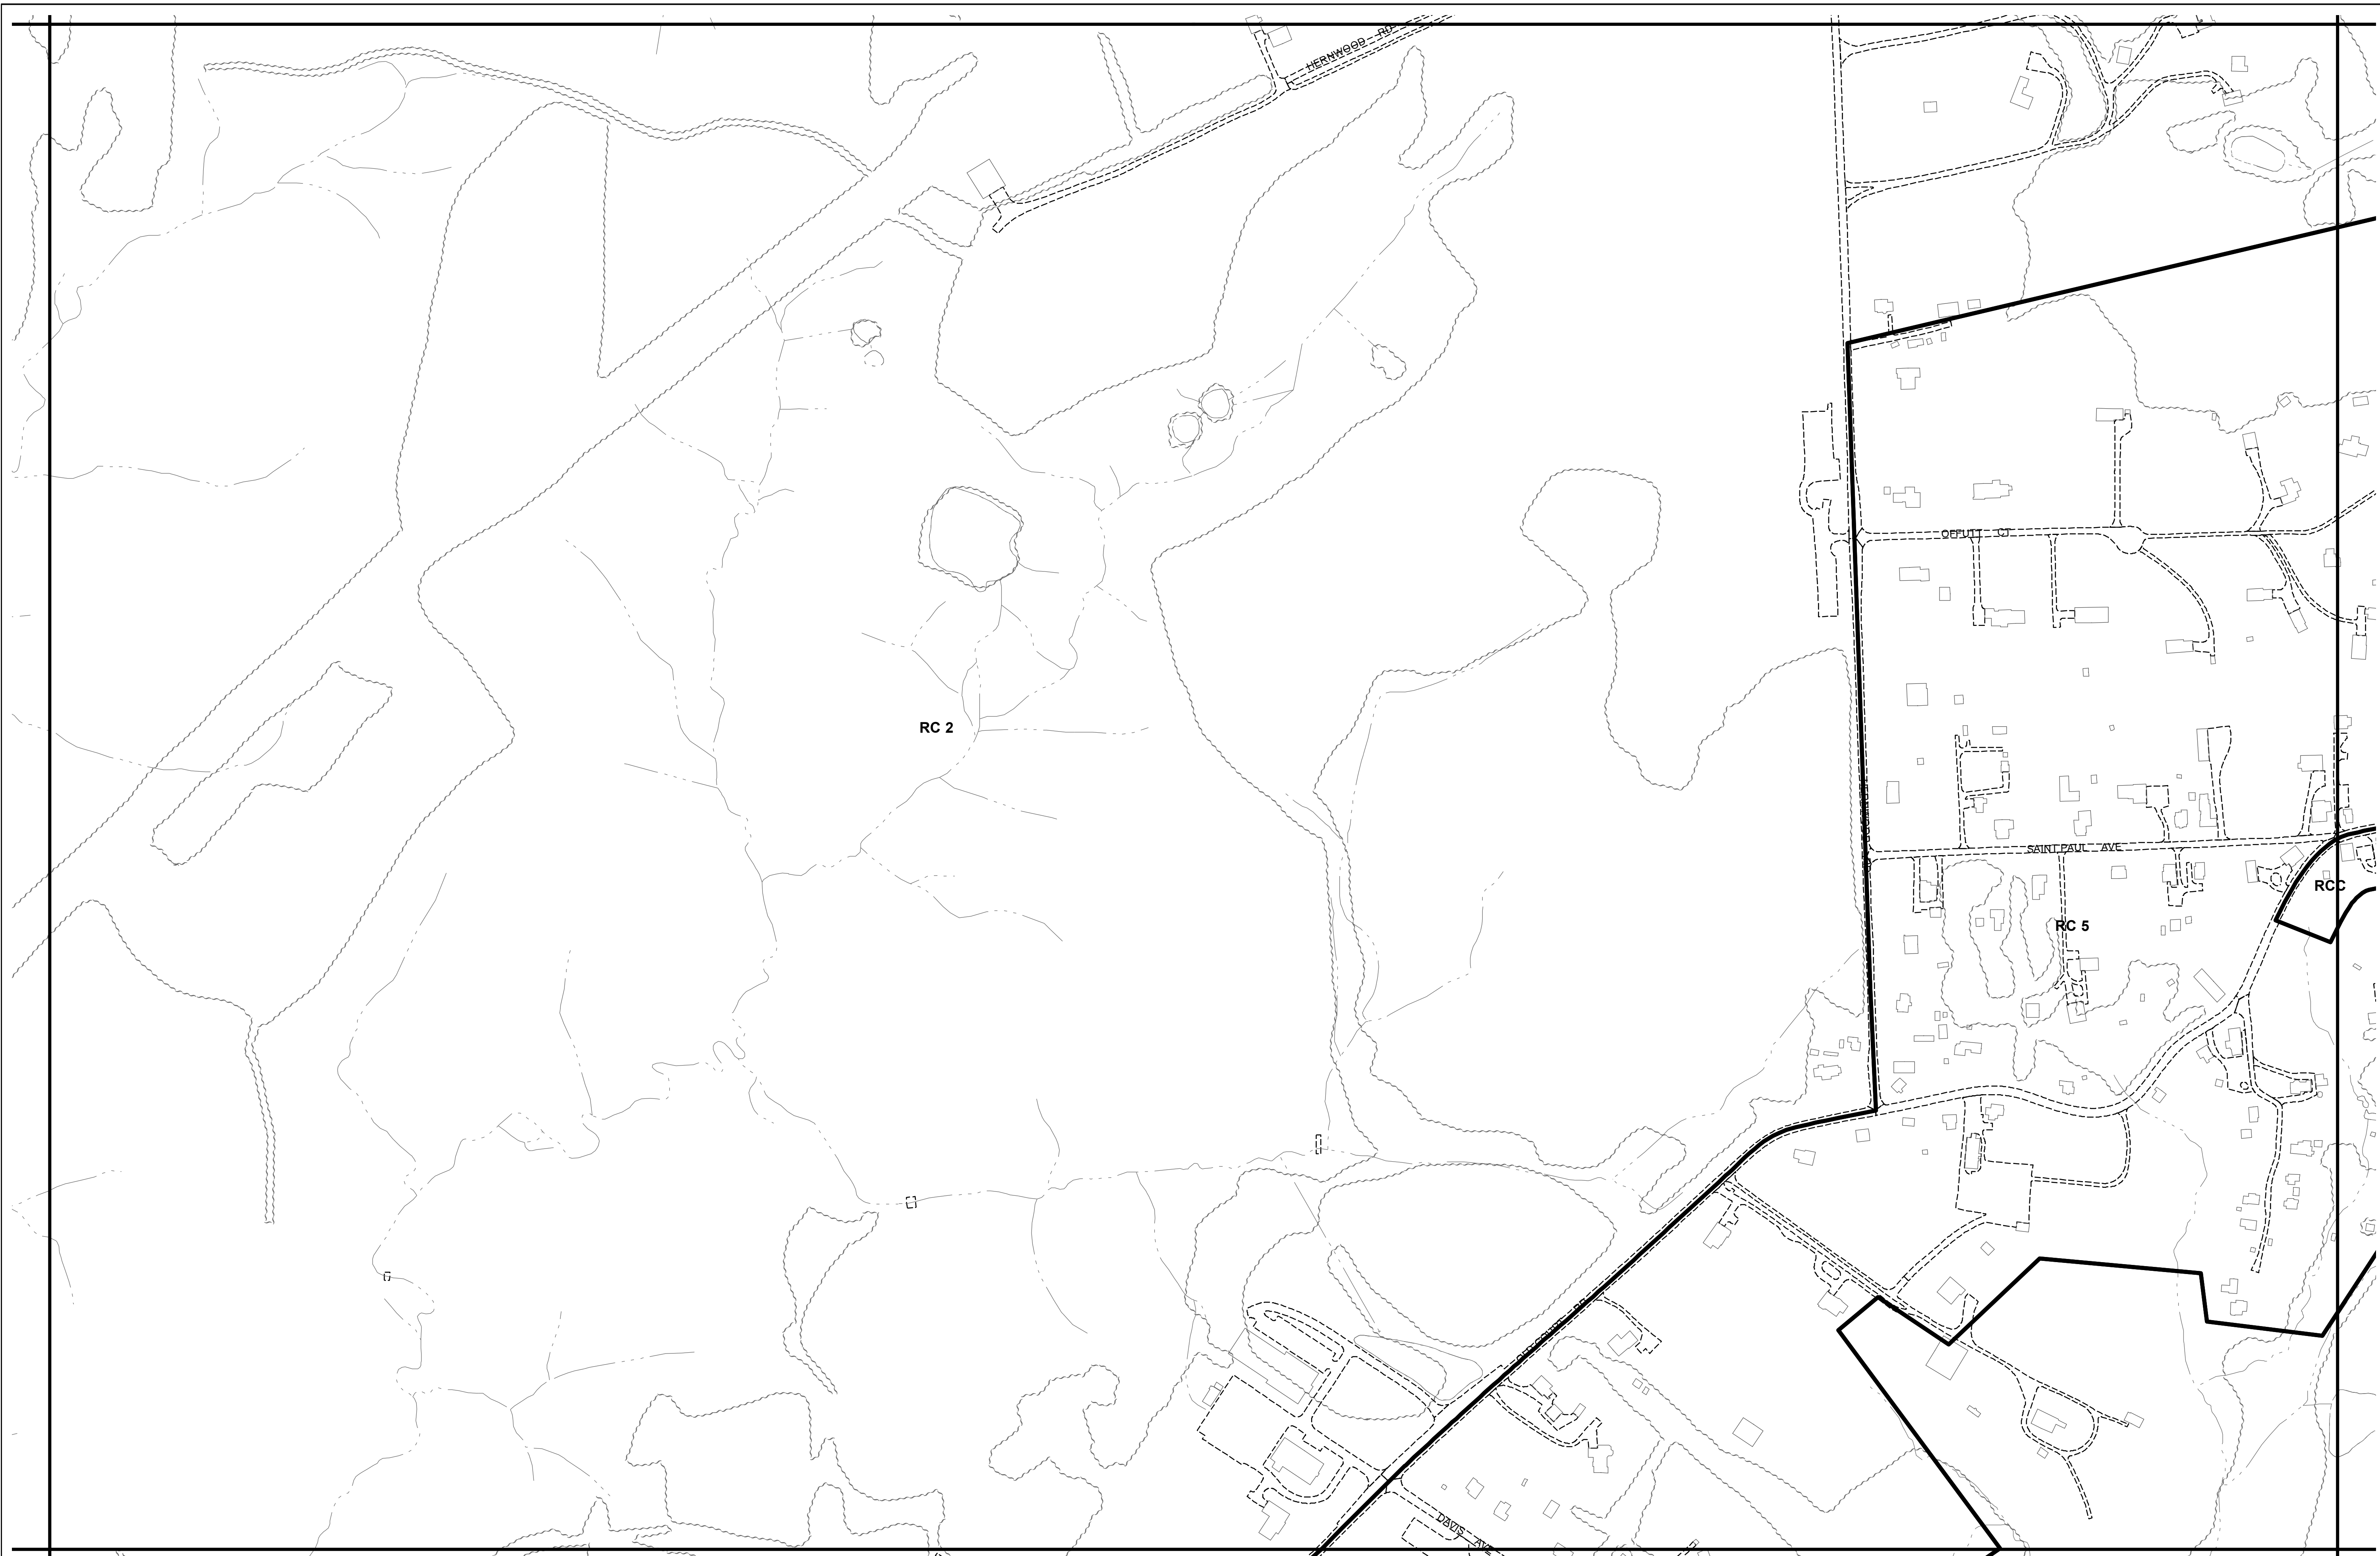 HERNWOOD RD
OFFUTT CT
RC 2
SAINT PAUL AVE
RCC
RC 5
DAVIS AVE